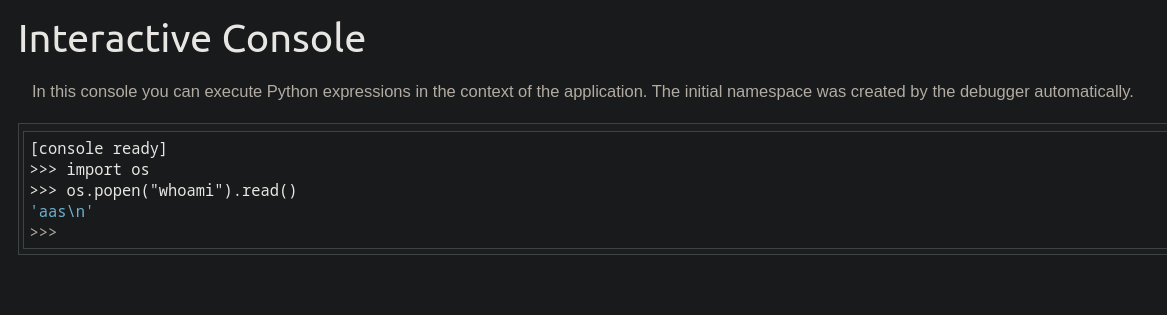 Interactive Console
In this console you can execute Python expressions in the context of the application. The initial namespace was created by the debugger automatically.
[console ready]
>>> import os
>>> os.popen("whoami").read()
'aas\n'
>>>